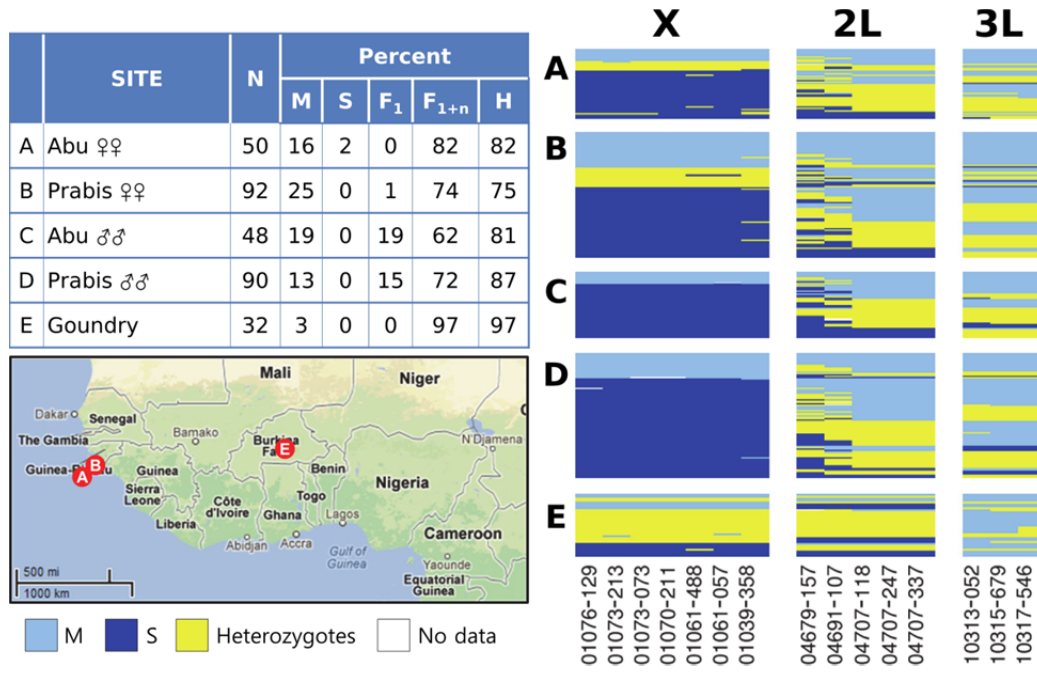 SITE N Percent
M S F1 F1+n H
A Abu ♀♀ 50 16 2 0 82 82
B Prabis ♀♀ 92 25 0 1 74 75
C Abu ♂♂ 48 19 0 19 62 81
D Prabis ♂♂ 90 13 0 15 72 87
E Goundry 32 3 0 0 97 97
Mali
Niger
Dakar
Senegal
The Gambia
Bamako
Burkina
E
N'Djamena
B
A
Guinea
Benin
Nigeria
Sierra
Leone
Côte
d'Ivoire
Togo
Ghana
Lagos
Liberia
Abidjan
Accra
Cameroon
Gulf of
Guinea
Yaounde
Equatorial
Guinea
500 mi
1000 km
M S Heterozygotes No data
X 2L 3L
A
B
C
D
E
01076-129
01073-213
01073-073
01070-211
01061-488
01061-057
01039-358
04679-157
04691-107
04707-118
04707-247
04707-337
10313-052
10315-679
10317-546